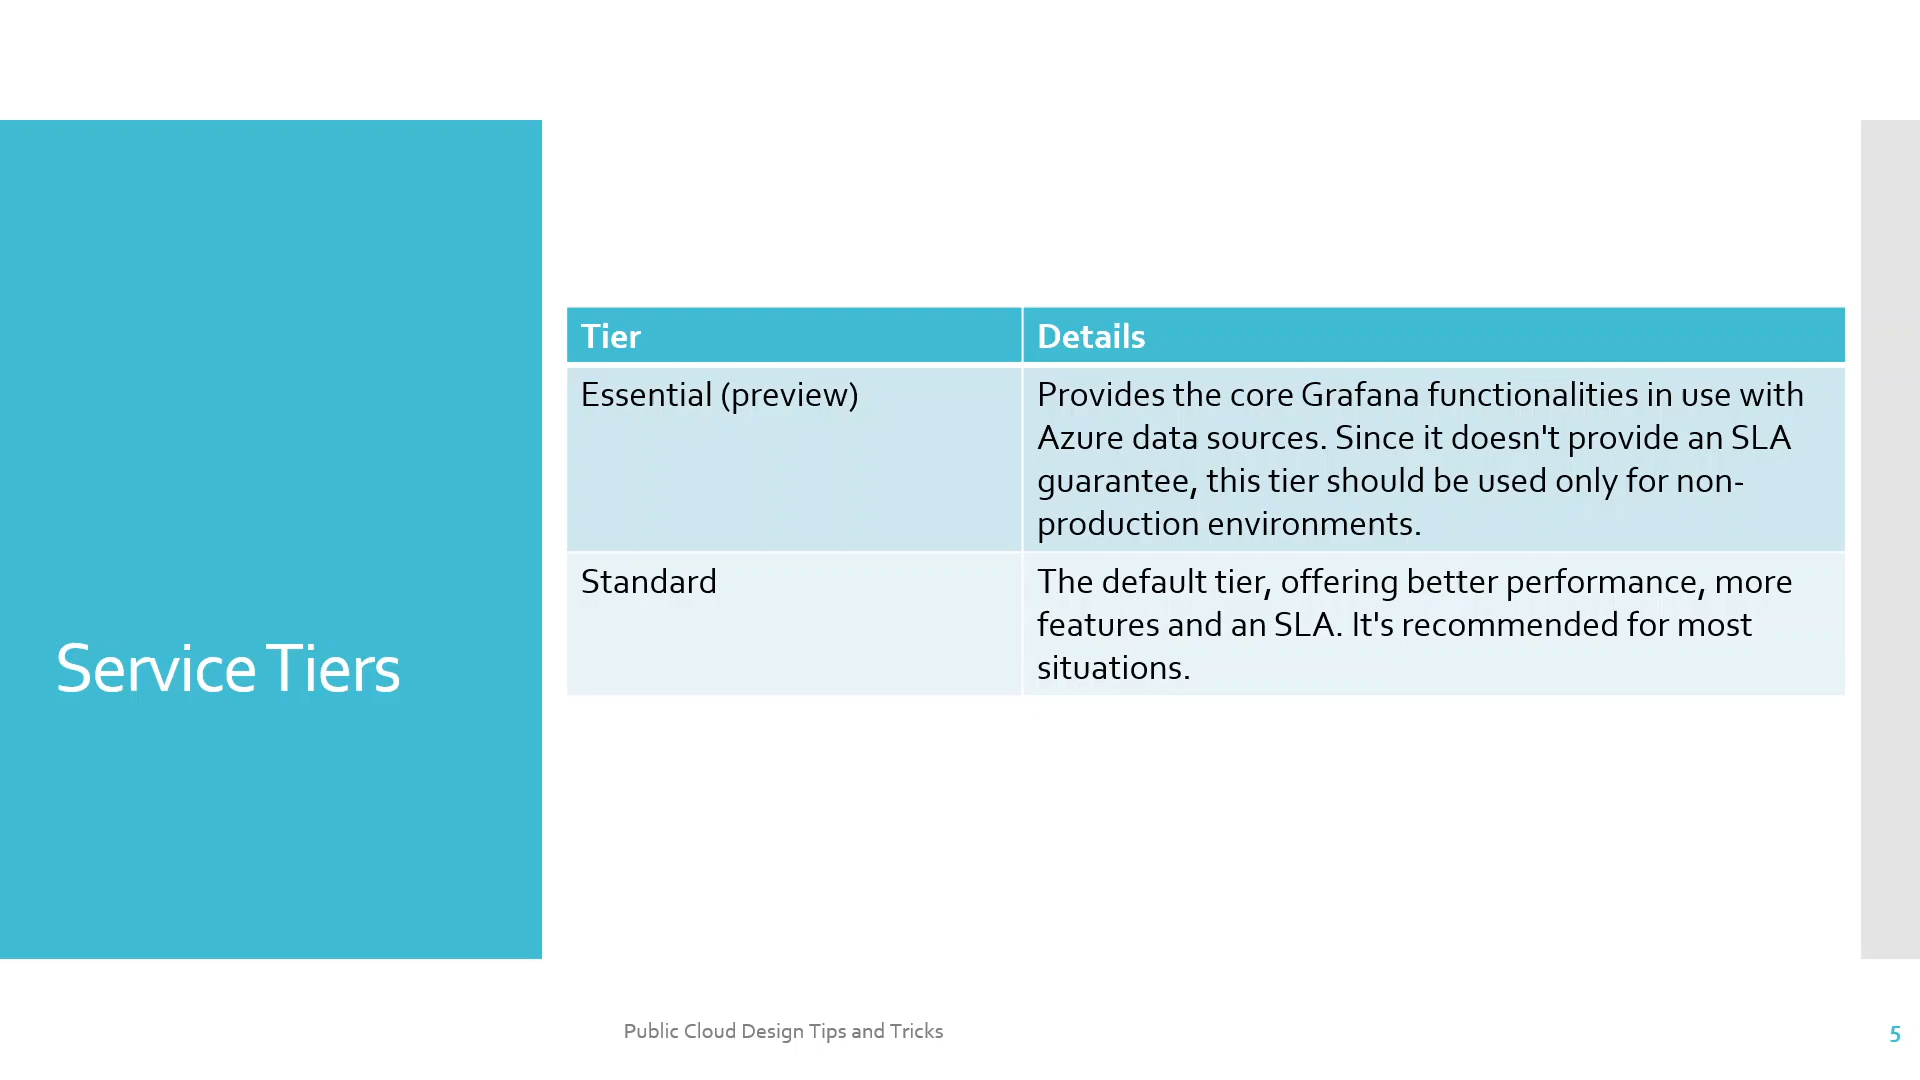 Service Tiers
Tier
Details
Essential (preview)
Provides the core Grafana functionalities in use with
Azure data sources. Since it doesn't provide an SLA
guarantee, this tier should be used only for non-
production environments.
Standard
The default tier, offering better performance, more
features and an SLA. It's recommended for most
situations.
Public Cloud Design Tips and Tricks
5